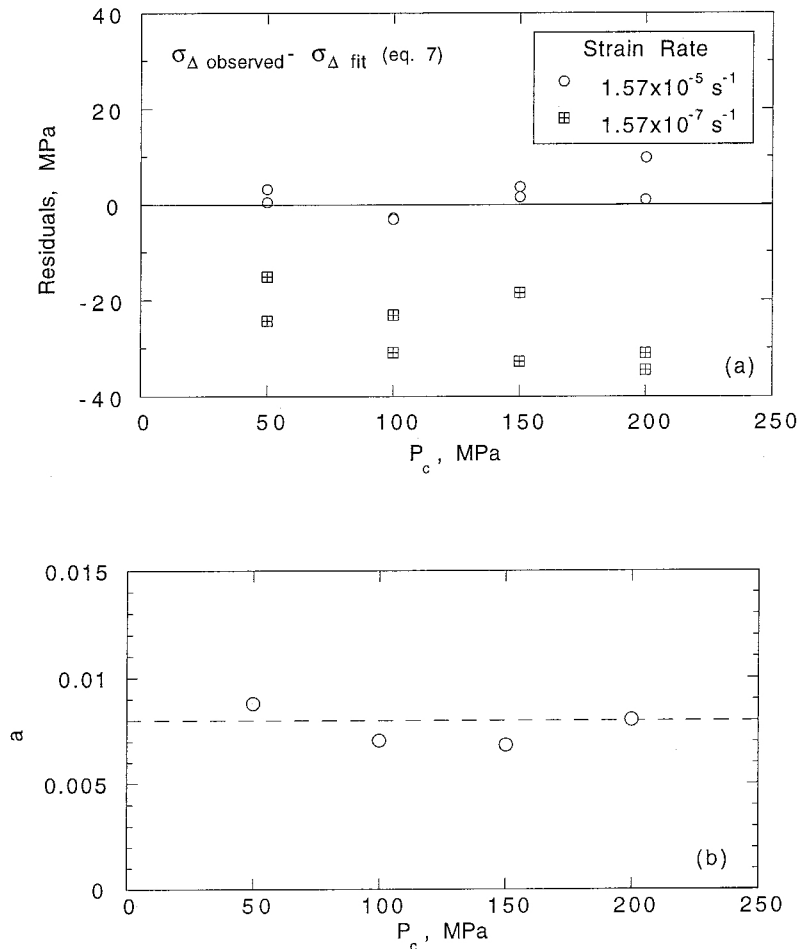 40
20
0
-20
-40
Residuals, MPa
σΔ observed - σΔ fit (eq. 7)
Strain Rate
1.57x10^-5 s^-1
1.57x10^-7 s^-1
(a)
0 50 100 150 200 250
Pc, MPa
0.015
0.01
0.005
0
a
(b)
0 50 100 150 200 250
Pc, MPa